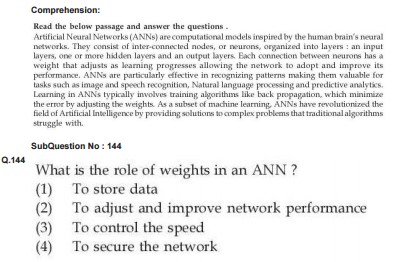 Comprehension:
Read the below passage and answer the questions .
Artificial Neural Networks (ANNs) are computational models inspired by the human brain's neural
networks. They consist of inter-connected nodes, or neurons, organized into layers : an input
layers, one or more hidden layers and an output layers. Each connection between neurons has a
weight that adjusts as learning progresses allowing the network to adopt and improve its
performance. ANNs are particularly effective in recognizing patterns making them valuable for
tasks such as image and speech recognition, Natural language processing and predictive analytics.
Learning in ANNs typically involves training algorithms like back propagation, which minimize
the error by adjusting the weights. As a subset of machine learning, ANNs have revolutionized the
field of Artificial Intelligence by providing solutions to complex problems that traditional algorithms
struggle with.
SubQuestion No : 144
Q.144 What is the role of weights in an ANN ?
(1) To store data
(2) To adjust and improve network performance
(3) To control the speed
(4) To secure the network